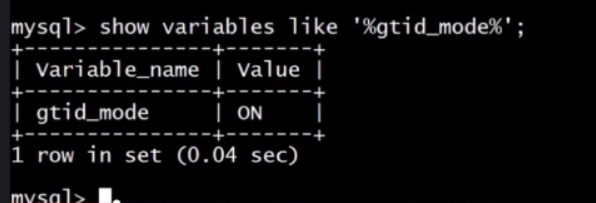 mysql> show variables like '%gtid_mode%';
+---------------+-------+
| Variable_name | Value |
+---------------+-------+
| gtid_mode     | ON    |
+---------------+-------+
1 row in set (0.04 sec)
mysql>